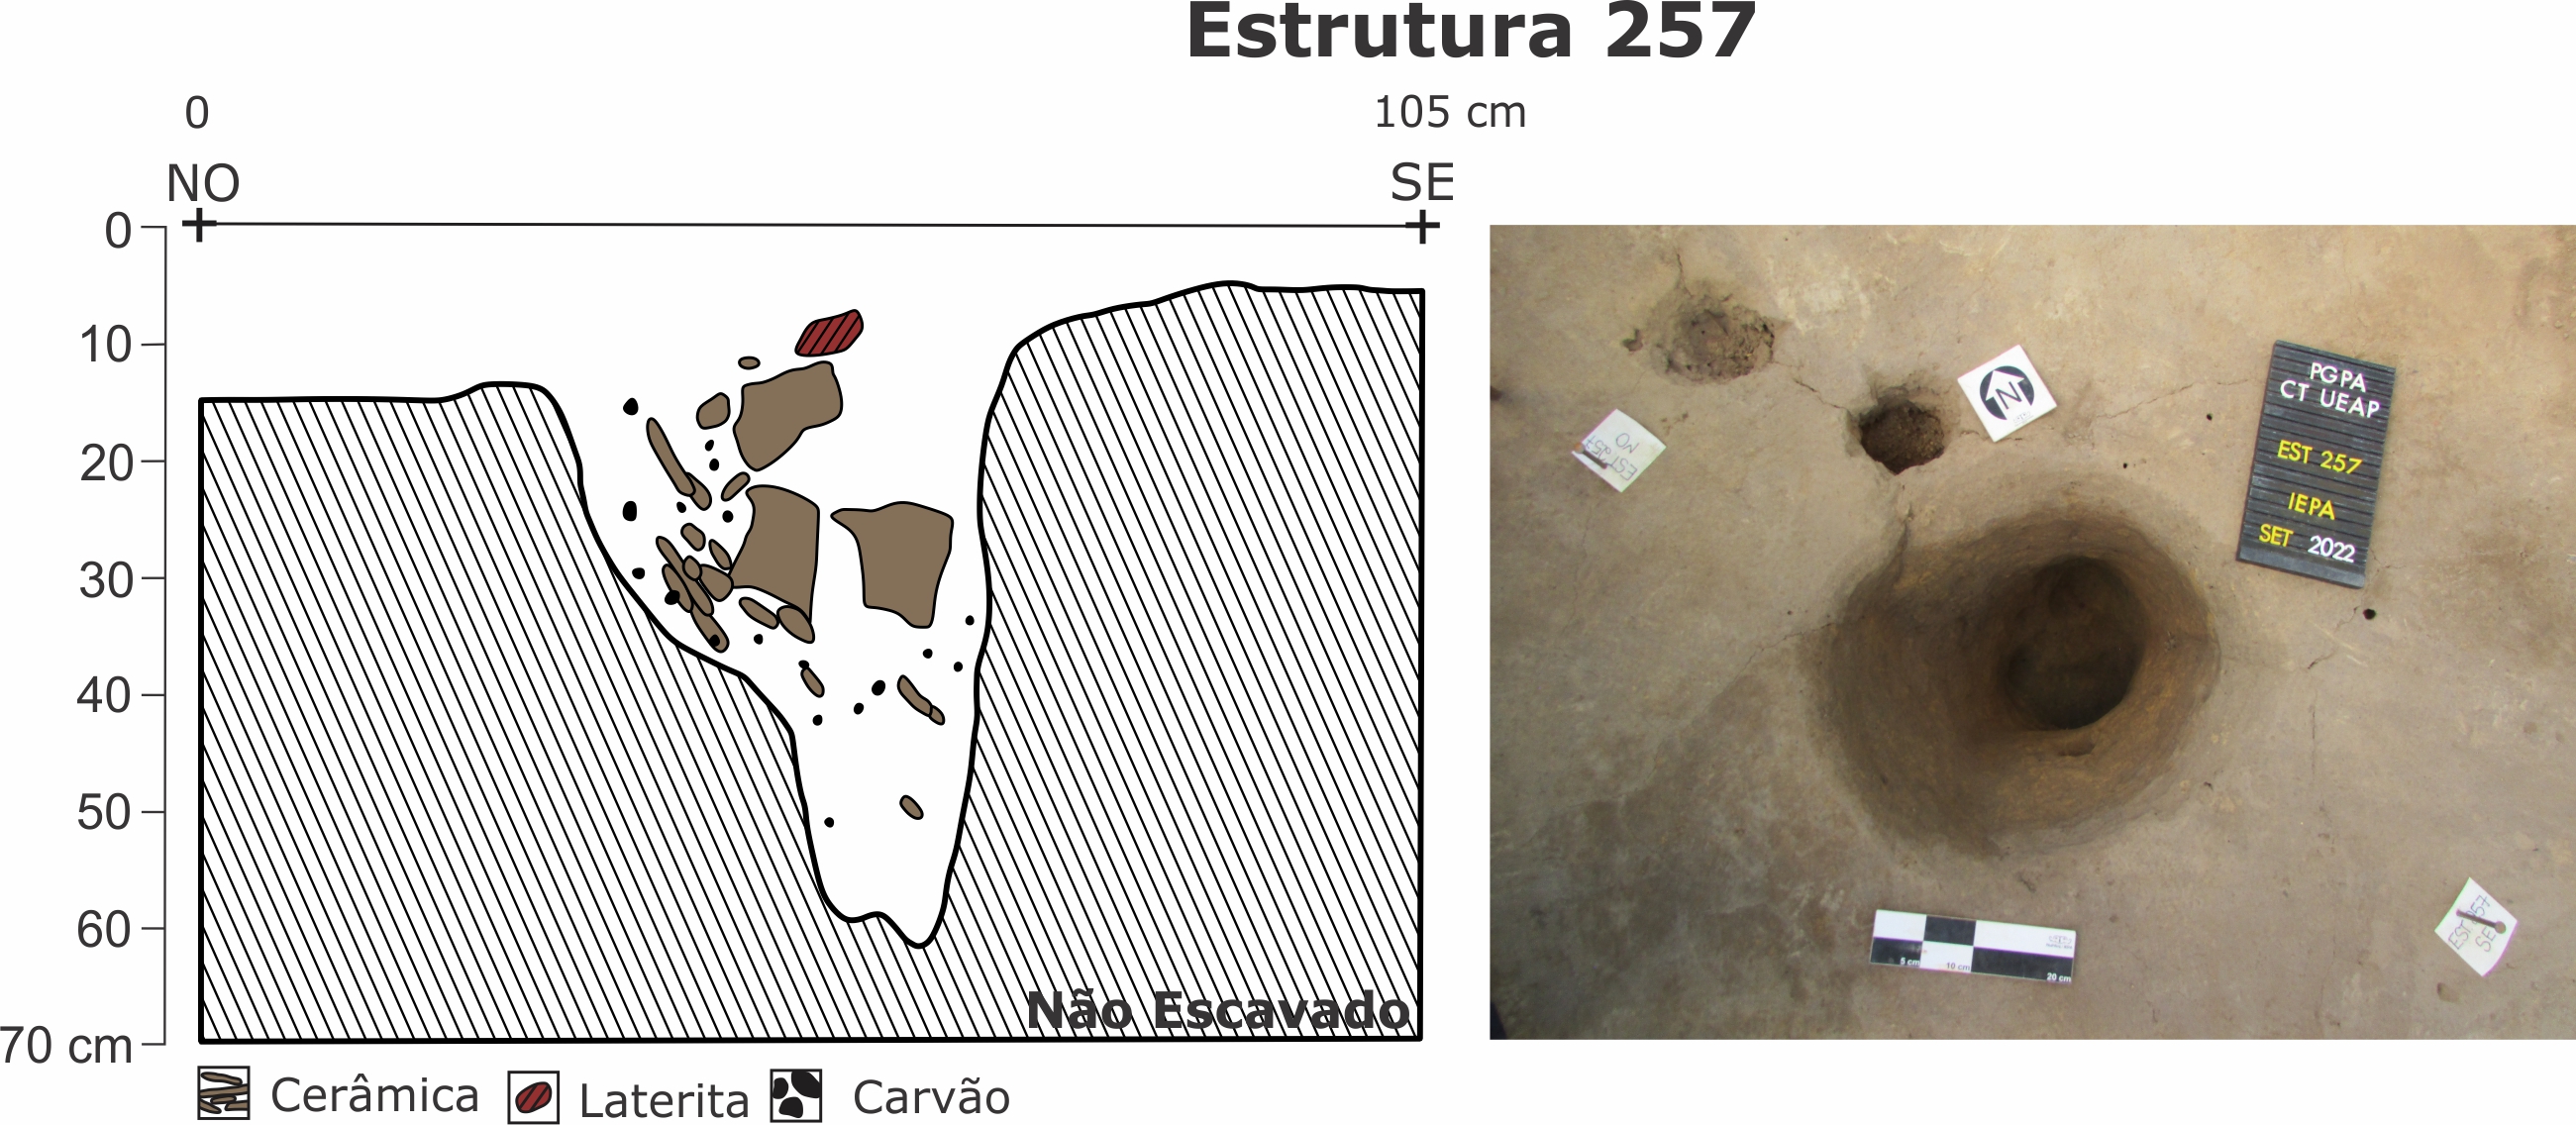 Estrutura 257
0
105 cm
NO
SE
0
10
20
30
40
50
60
70 cm
Não Escavado
Cerâmica
Laterita
Carvão
EST 257
NO
N
PGPA
CT UEAP
EST 257
IEPA
SET 2022
EST 257
SE
5 cm
10 cm
20 cm